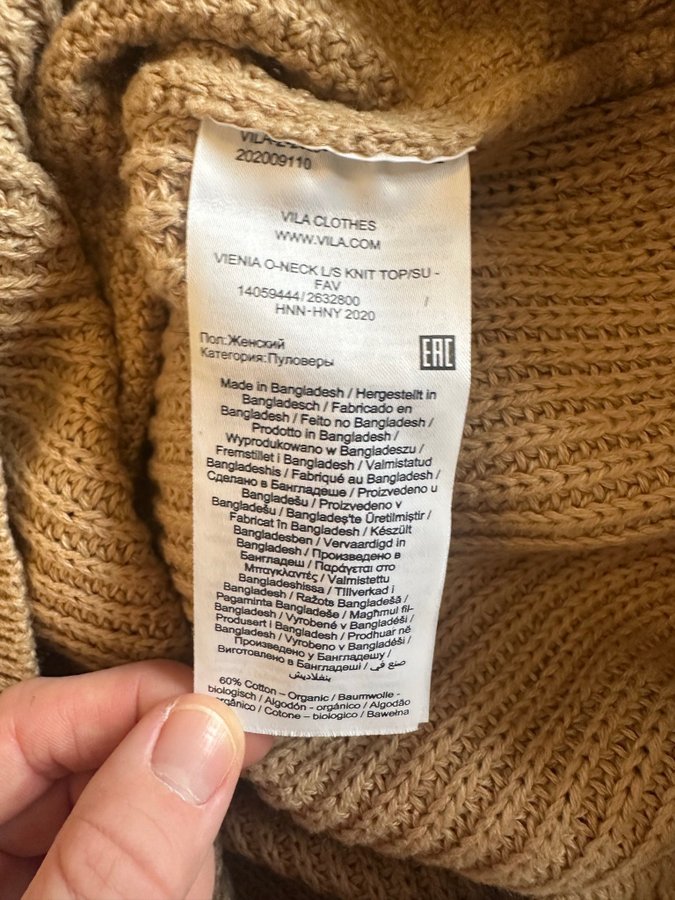 202009110
VILA CLOTHES
WWW.VILA.COM
VIENIA O-NECK L/S KNIT TOP/SU -
FAV
14059444/2632800 /
HNN-HNY 2020
Пол:Женский
Категория:Пуловеры
EAC
Made in Bangladesh / Hergestellt in
Bangladesch / Fabricado en
Bangladesh / Feito no Bangladesh /
Prodotto in Bangladesh /
Wyprodukowano w Bangladeszu /
Fremstillet i Bangladesh / Valmistatud
Bangladeshis / Fabriqué au Bangladesh /
Сделано в Бангладеше / Proizvedeno u
Bangladešu / Proizvedeno v
Bangladešu / Bangladeş'te Üretilmiştir /
Fabricat în Bangladesh / Készült
Bangladesben / Vervaardigd in
Bangladesh / Произведено в
Бангладеш / Παράγεται στο
Μπαγκλαντές / Valmistettu
Bangladeshissa / Tillverkad i
Bangladesh / Ražots Bangladešā /
Pagaminta Bangladeše / Magħmul fil-
Bangladesh / Vyrobené v Bangladéši /
Produsert i Bangladesh / Prodhuar në
Bangladesh / Vyrobeno v Bangladéši /
Произведено у Бангладешу /
Виготовлено в Бангладеші / صنع في
بنغلاديش
60% Cotton – Organic / Baumwolle -
biologisch / Algodón - orgánico / Algodão
orgânico / Cotone – biologico / Bawełna